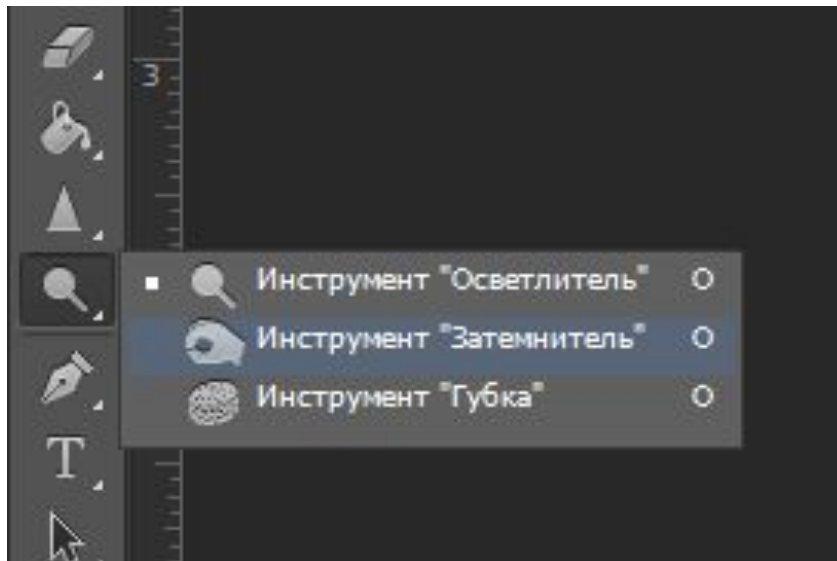 3
Инструмент "Осветлитель" O
Инструмент "Затемнитель" O
Инструмент "Губка" O
T